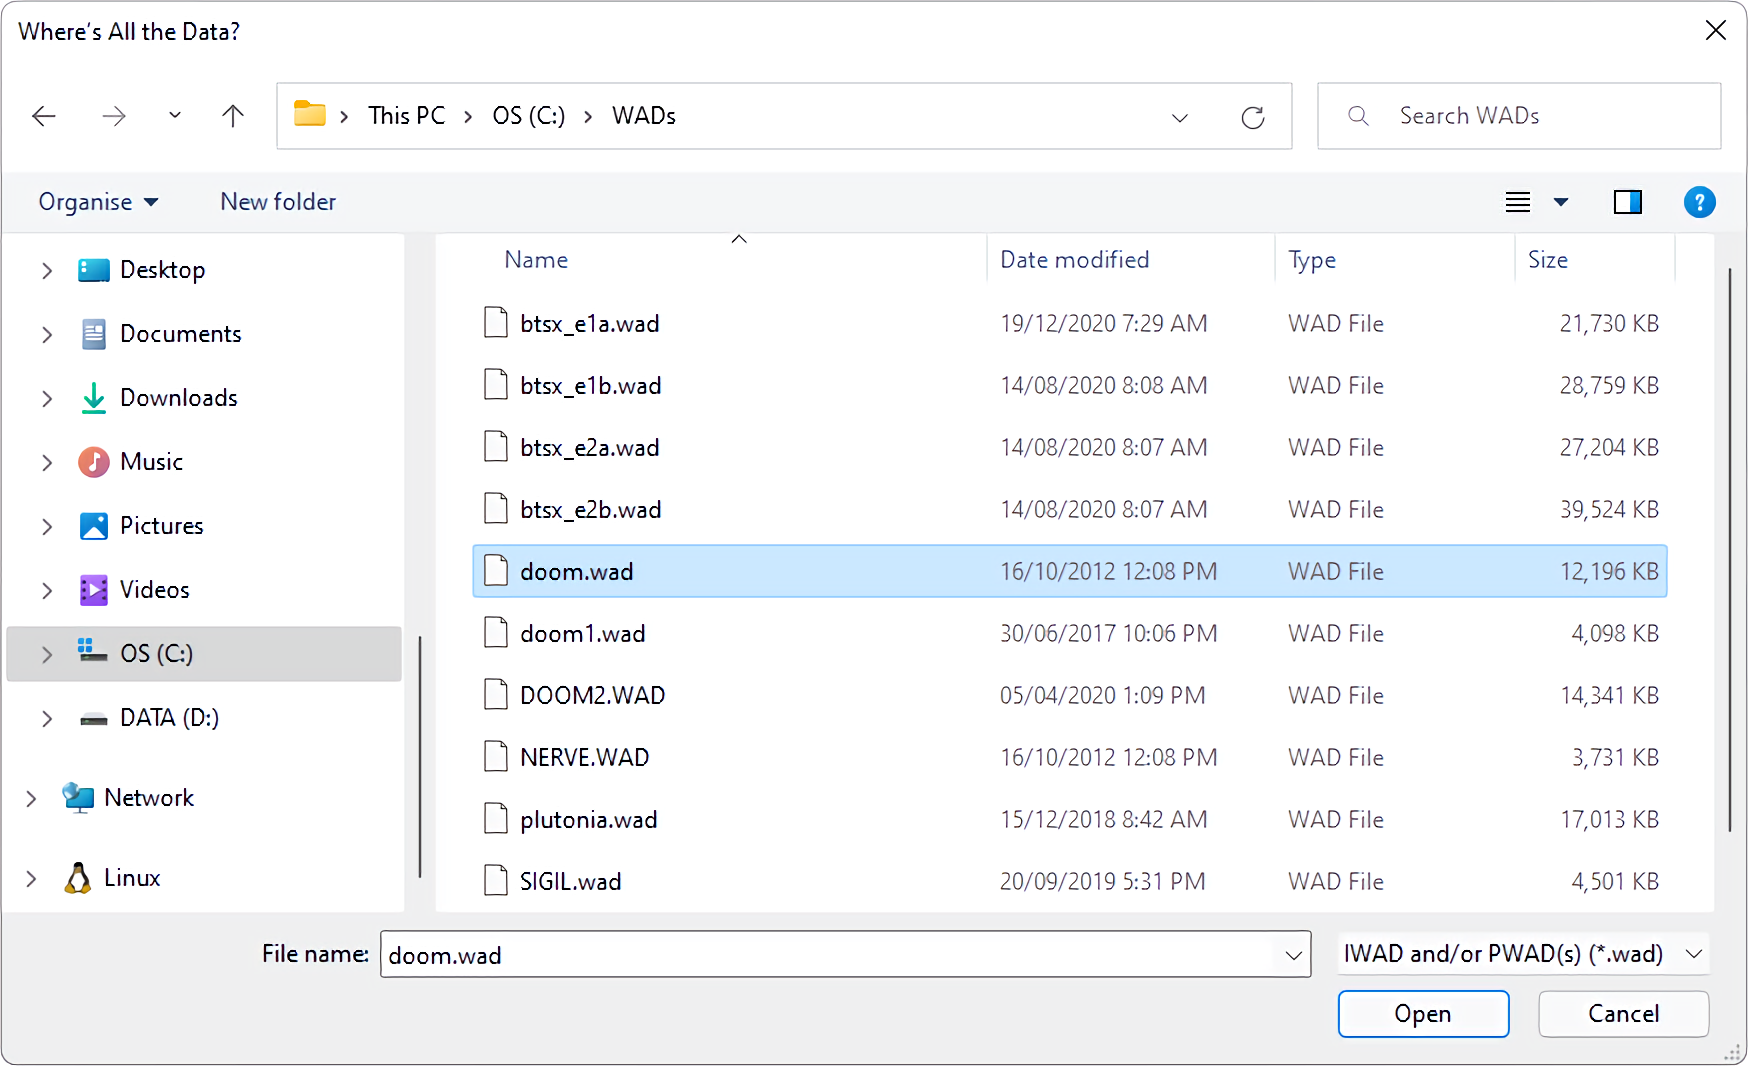 Where's All the Data?
This PC > OS (C:) > WADs
Search WADs
Organise
New folder
?
Desktop
Documents
Downloads
Music
Pictures
Videos
OS (C:)
DATA (D:)
Network
Linux
Name Date modified Type Size
btsx_e1a.wad 19/12/2020 7:29 AM WAD File 21,730 KB
btsx_e1b.wad 14/08/2020 8:08 AM WAD File 28,759 KB
btsx_e2a.wad 14/08/2020 8:07 AM WAD File 27,204 KB
btsx_e2b.wad 14/08/2020 8:07 AM WAD File 39,524 KB
doom.wad 16/10/2012 12:08 PM WAD File 12,196 KB
doom1.wad 30/06/2017 10:06 PM WAD File 4,098 KB
DOOM2.WAD 05/04/2020 1:09 PM WAD File 14,341 KB
NERVE.WAD 16/10/2012 12:08 PM WAD File 3,731 KB
plutonia.wad 15/12/2018 8:42 AM WAD File 17,013 KB
SIGIL.wad 20/09/2019 5:31 PM WAD File 4,501 KB
File name: doom.wad
IWAD and/or PWAD(s) (*.wad)
Open
Cancel